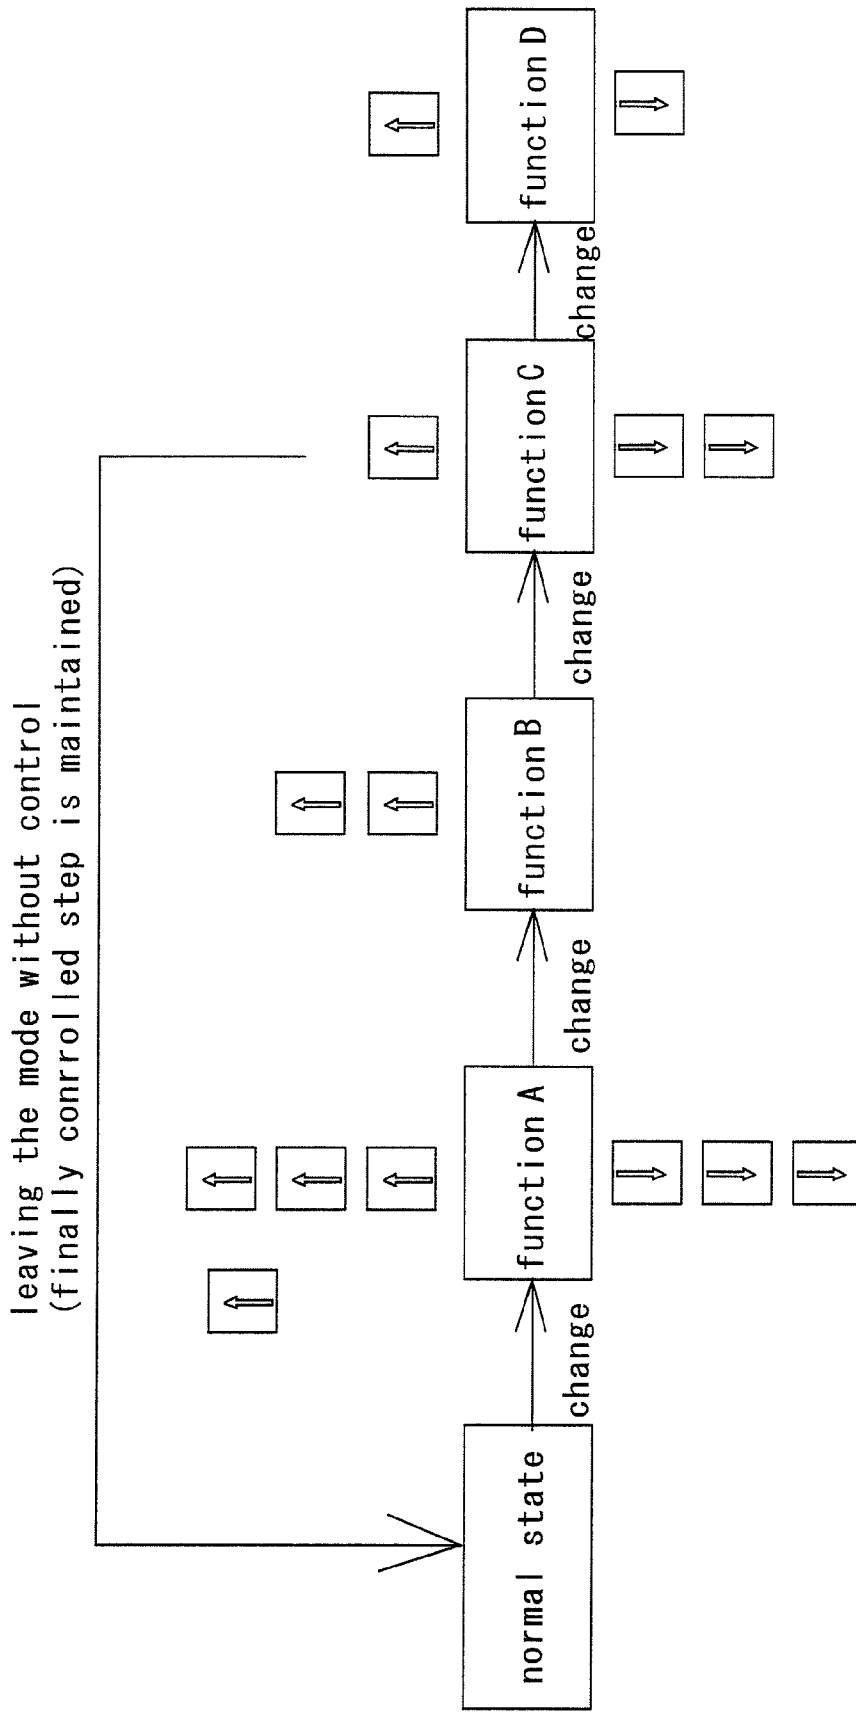 leaving the mode without control
(finally conrrolled step is maintained)
normal state
change
function A
change
function B
change
function C
change
function D